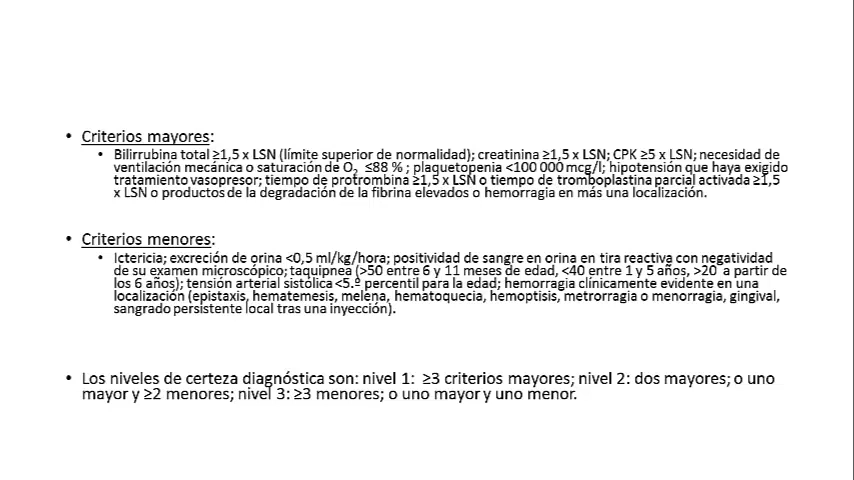 • Criterios mayores:
• Bilirrubina total ≥1,5 x LSN (límite superior de normalidad); creatinina ≥1,5 x LSN; CPK ≥5 x LSN; necesidad de
ventilación mecánica o saturación de O2 ≤88 % ; plaquetopenia <100 000 mcg/l; hipotensión que haya exigido
tratamiento vasopresor; tiempo de protrombina ≥1,5 x LSN o tiempo de tromboplastina parcial activada ≥1,5
x LSN o productos de la degradación de la fibrina elevados o hemorragia en más una localización.
• Criterios menores:
• Ictericia; excreción de orina <0,5 ml/kg/hora; positividad de sangre en orina en tira reactiva con negatividad
de su examen microscópico; taquipnea (>50 entre 6 y 11 meses de edad, <40 entre 1 y 5 años, >20 a partir de
los 6 años); tensión arterial sistólica <5.º percentil para la edad; hemorragia clínicamente evidente en una
localización (epistaxis, hematemesis, melena, hematoquecia, hemoptisis, metrorragia o menorragia, gingival,
sangrado persistente local tras una inyección).
• Los niveles de certeza diagnóstica son: nivel 1: ≥3 criterios mayores; nivel 2: dos mayores; o uno
mayor y ≥2 menores; nivel 3: ≥3 menores; o uno mayor y uno menor.